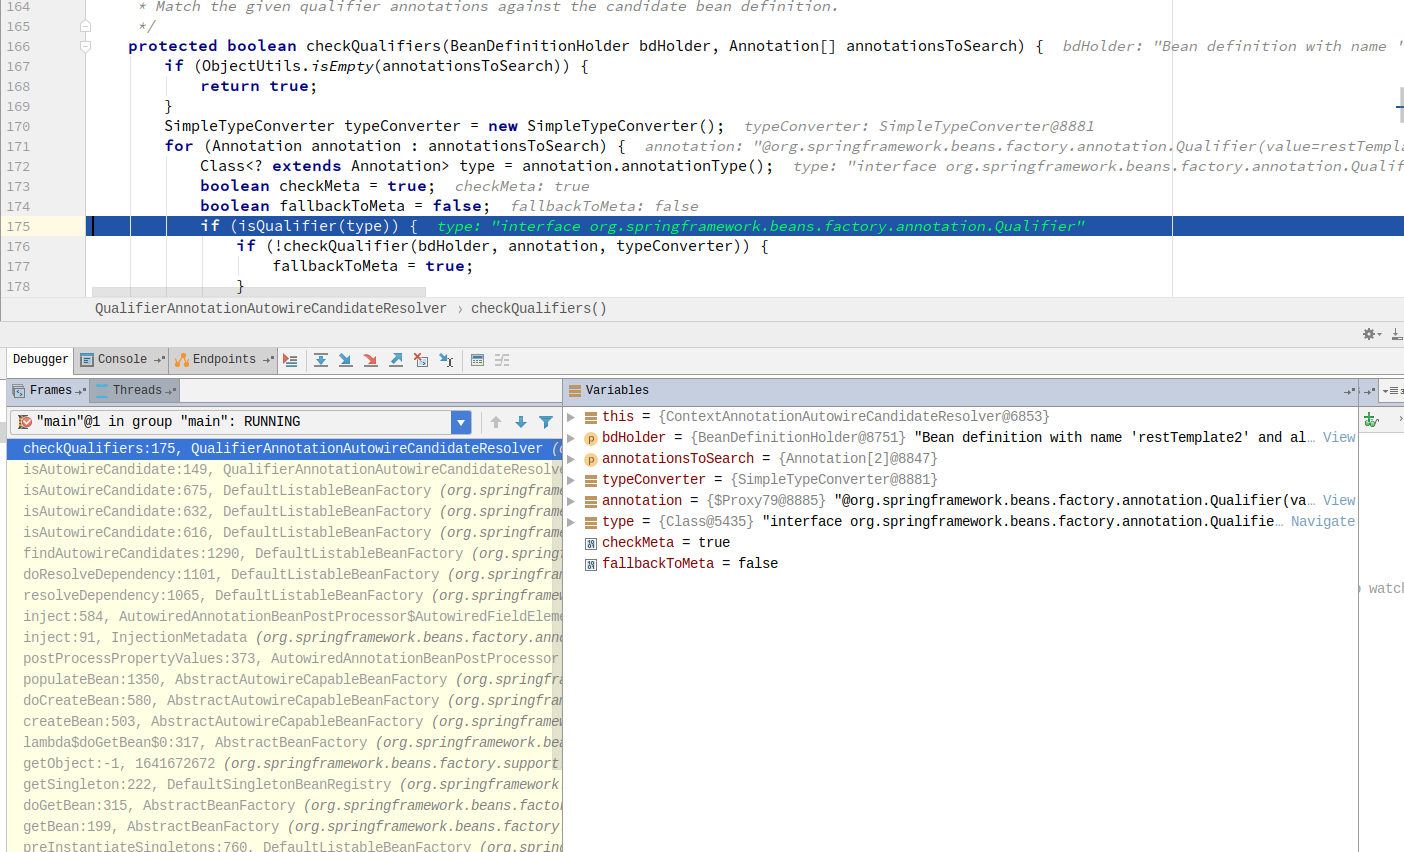 164 * Match the given qualifier annotations against the candidate bean definition.
165 */
166 protected boolean checkQualifiers(BeanDefinitionHolder bdHolder, Annotation[] annotationsToSearch) { bdHolder: "Bean definition with name '
167 if (ObjectUtils.isEmpty(annotationsToSearch)) {
168 return true;
169 }
170 SimpleTypeConverter typeConverter = new SimpleTypeConverter(); typeConverter: SimpleTypeConverter@8881
171 for (Annotation annotation : annotationsToSearch) { annotation: "@org.springframework.beans.factory.annotation.Qualifier(value=restTempla
172 Class<? extends Annotation> type = annotation.annotationType(); type: "interface org.springframework.beans.factory.annotation.Qualif
173 boolean checkMeta = true; checkMeta: true
174 boolean fallbackToMeta = false; fallbackToMeta: false
175 if (isQualifier(type)) { type: "interface org.springframework.beans.factory.annotation.Qualifier"
176 if (!checkQualifier(bdHolder, annotation, typeConverter)) {
177 fallbackToMeta = true;
178 }
QualifierAnnotationAutowireCandidateResolver › checkQualifiers()
Debugger Console Endpoints
Frames Threads
"main"@1 in group "main": RUNNING
checkQualifiers:175, QualifierAnnotationAutowireCandidateResolver (o
isAutowireCandidate:149, QualifierAnnotationAutowireCandidateResolve
isAutowireCandidate:675, DefaultListableBeanFactory (org.springfram
isAutowireCandidate:632, DefaultListableBeanFactory (org.springfram
isAutowireCandidate:616, DefaultListableBeanFactory (org.springfram
findAutowireCandidates:1290, DefaultListableBeanFactory (org.springf
doResolveDependency:1101, DefaultListableBeanFactory (org.springfra
resolveDependency:1065, DefaultListableBeanFactory (org.springframew
inject:584, AutowiredAnnotationBeanPostProcessor$AutowiredFieldEleme
inject:91, InjectionMetadata (org.springframework.beans.factory.anno
postProcessPropertyValues:373, AutowiredAnnotationBeanPostProcessor
populateBean:1350, AbstractAutowireCapableBeanFactory (org.springfra
doCreateBean:580, AbstractAutowireCapableBeanFactory (org.springfran
createBean:503, AbstractAutowireCapableBeanFactory (org.springframew
lambda$doGetBean$0:317, AbstractBeanFactory (org.springframework.bea
getObject:-1, 1641672672 (org.springframework.beans.factory.support
getSingleton:222, DefaultSingletonBeanRegistry (org.springframework
doGetBean:315, AbstractBeanFactory (org.springframework.beans.factor
getBean:199, AbstractBeanFactory (org.springframework.beans.factory
preInstantiateSingletons:760, DefaultListableBeanFactory (org.spring
Variables
this = {ContextAnnotationAutowireCandidateResolver@6853}
bdHolder = {BeanDefinitionHolder@8751} "Bean definition with name 'restTemplate2' and al... View
annotationsToSearch = {Annotation[2]@8847}
typeConverter = {SimpleTypeConverter@8881}
annotation = {$Proxy79@8885} "@org.springframework.beans.factory.annotation.Qualifier(va... View
type = {Class@5435} "interface org.springframework.beans.factory.annotation.Qualifie... Navigate
checkMeta = true
fallbackToMeta = false
watch